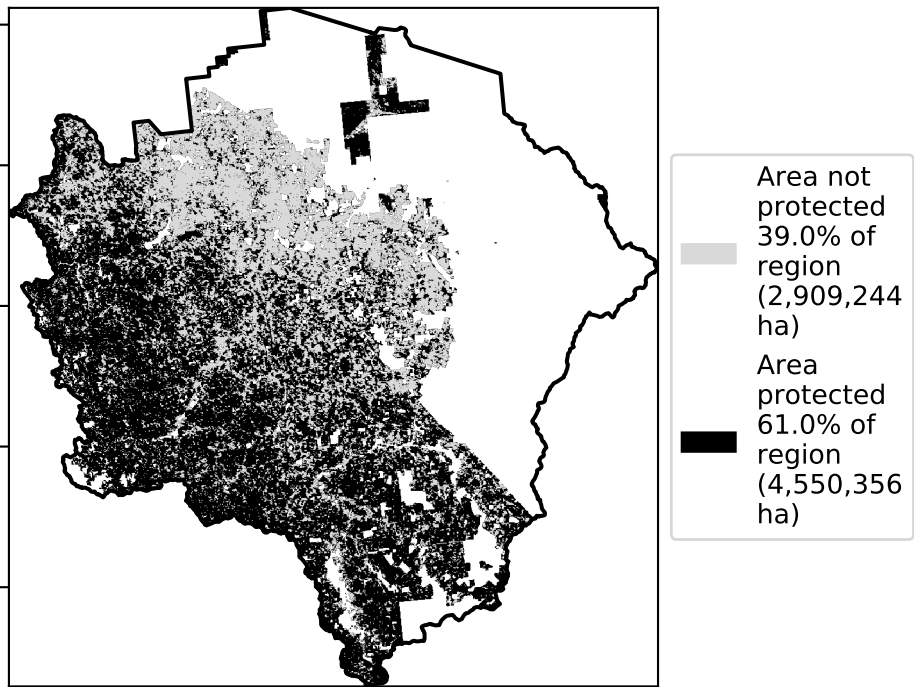 Area not
protected
39.0% of
region
(2,909,244
ha)
Area
protected
61.0% of
region
(4,550,356
ha)